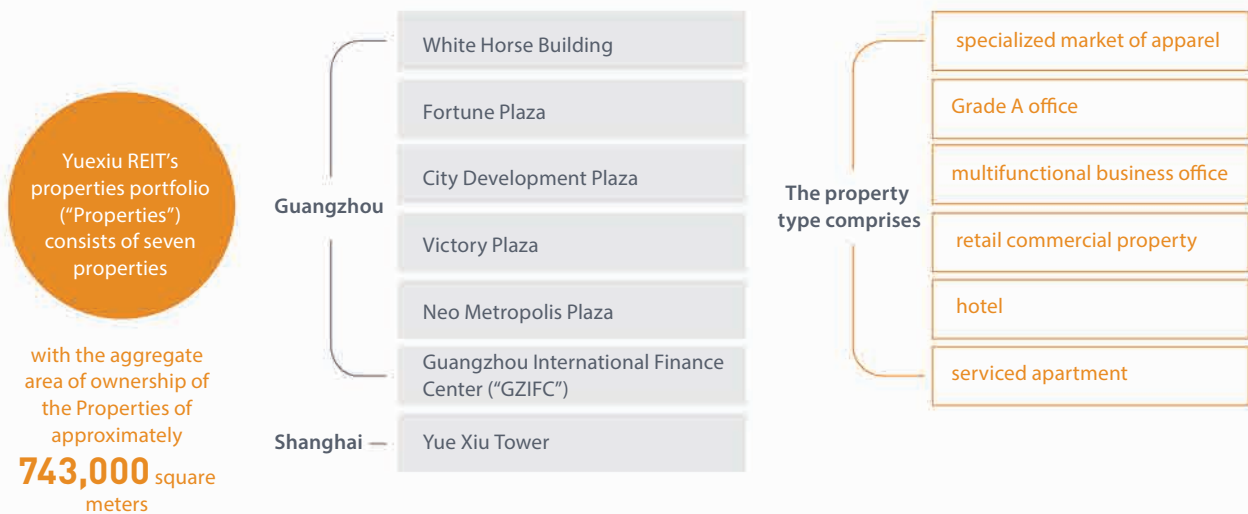 Yuexiu REIT’s
properties portfolio
(“Properties”)
consists of seven
properties
with the aggregate
area of ownership of
the Properties of
approximately
743,000 square
meters
Guangzhou
White Horse Building
Fortune Plaza
City Development Plaza
Victory Plaza
Neo Metropolis Plaza
Guangzhou International Finance
Center (“GZIFC”)
Shanghai
Yue Xiu Tower
The property
type comprises
specialized market of apparel
Grade A office
multifunctional business office
retail commercial property
hotel
serviced apartment